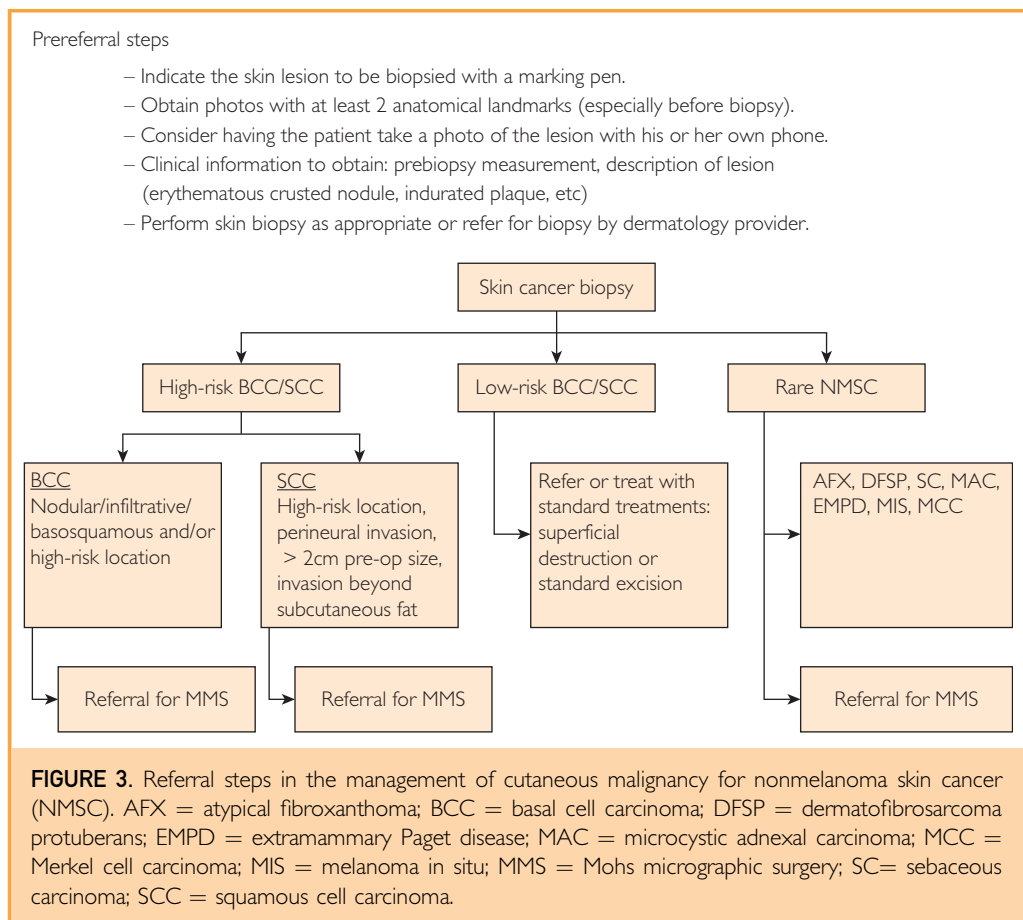 Prereferral steps
– Indicate the skin lesion to be biopsied with a marking pen.
– Obtain photos with at least 2 anatomical landmarks (especially before biopsy).
– Consider having the patient take a photo of the lesion with his or her own phone.
– Clinical information to obtain: prebiopsy measurement, description of lesion
(erythematous crusted nodule, indurated plaque, etc)
– Perform skin biopsy as appropriate or refer for biopsy by dermatology provider.
Skin cancer biopsy
High-risk BCC/SCC
Low-risk BCC/SCC
Rare NMSC
BCC
Nodular/infiltrative/
basosquamous and/or
high-risk location
SCC
High-risk location,
perineural invasion,
> 2cm pre-op size,
invasion beyond
subcutaneous fat
Refer or treat with
standard treatments:
superficial
destruction or
standard excision
AFX, DFSP, SC, MAC,
EMPD, MIS, MCC
Referral for MMS
Referral for MMS
Referral for MMS
FIGURE 3. Referral steps in the management of cutaneous malignancy for nonmelanoma skin cancer
(NMSC). AFX = atypical fibroxanthoma; BCC = basal cell carcinoma; DFSP = dermatofibrosarcoma
protuberans; EMPD = extramammary Paget disease; MAC = microcystic adnexal carcinoma; MCC =
Merkel cell carcinoma; MIS = melanoma in situ; MMS = Mohs micrographic surgery; SC= sebaceous
carcinoma; SCC = squamous cell carcinoma.